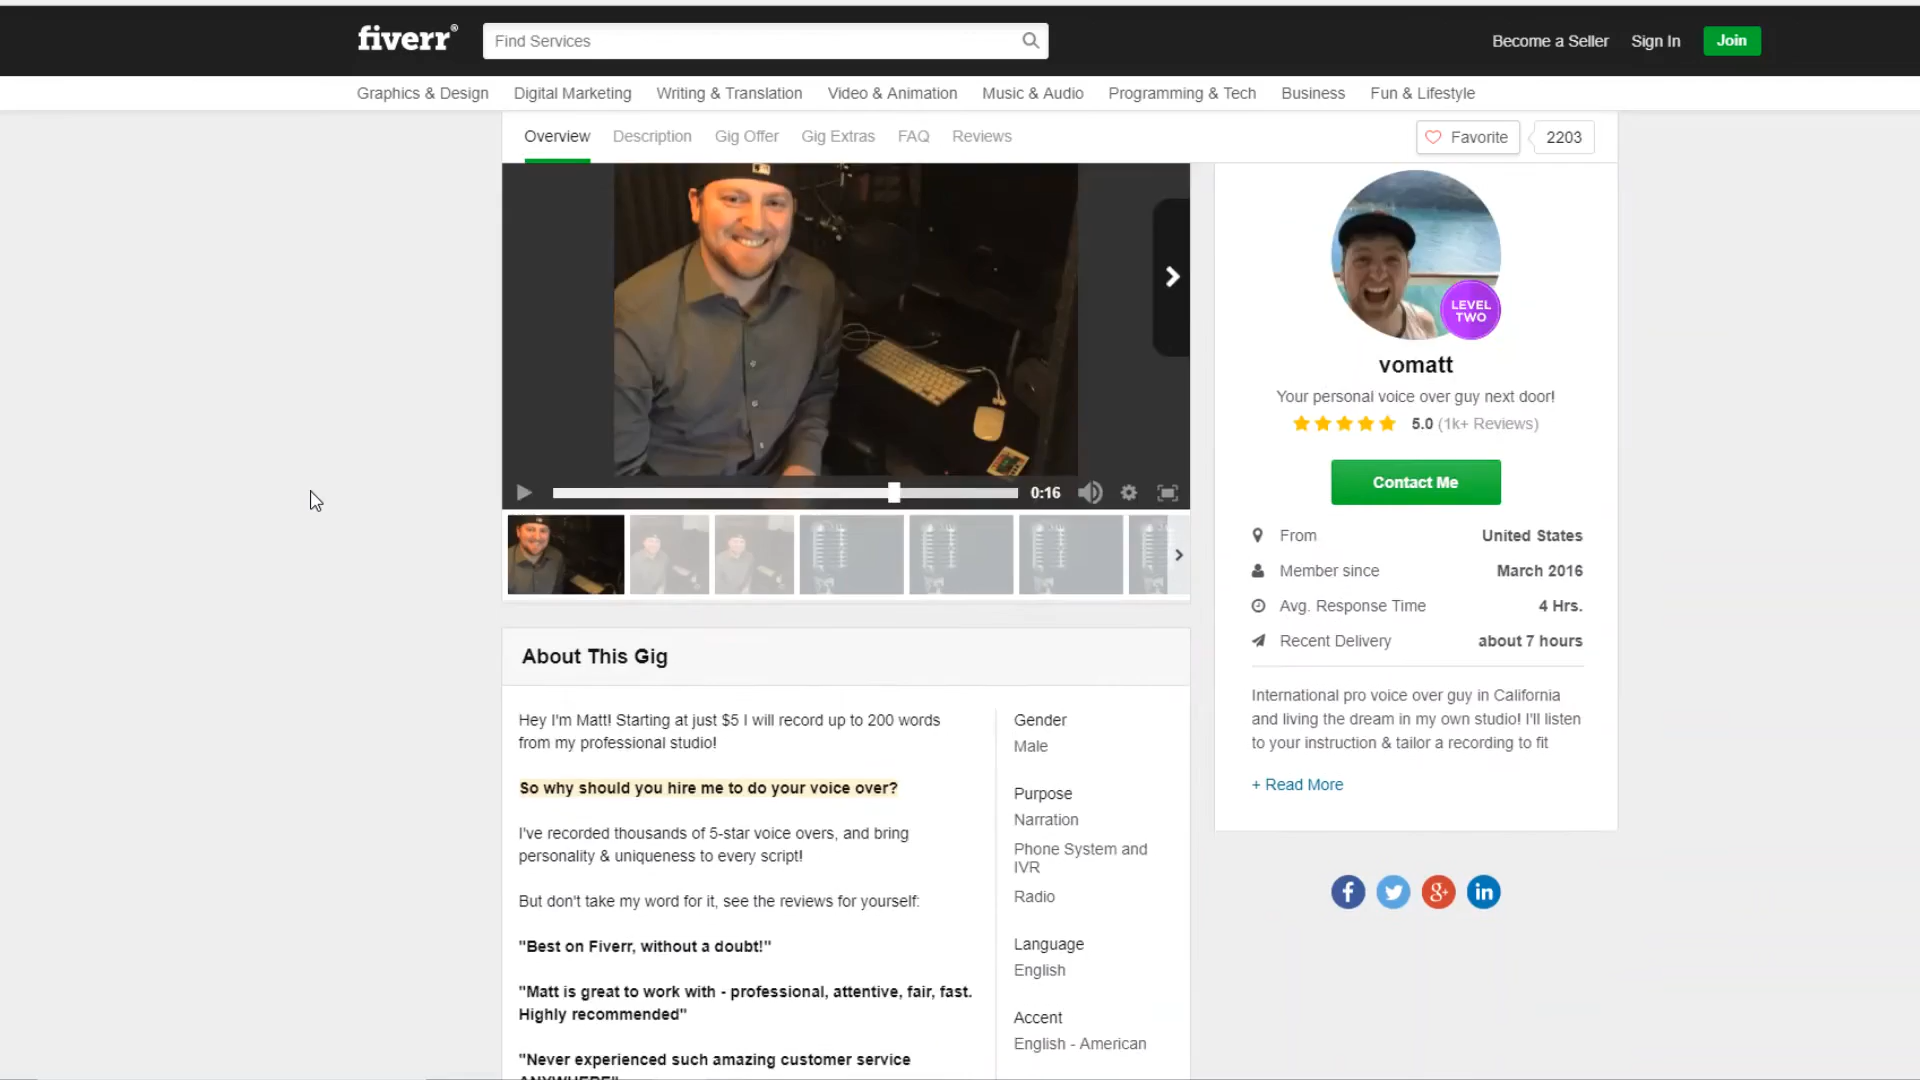 fiverr®
Find Services
Become a Seller
Sign In
Join
Graphics & Design
Digital Marketing
Writing & Translation
Video & Animation
Music & Audio
Programming & Tech
Business
Fun & Lifestyle
Overview
Description
Gig Offer
Gig Extras
FAQ
Reviews
Favorite
2203
0:16
LEVEL
TWO
vomatt
Your personal voice over guy next door!
5.0 (1k+ Reviews)
Contact Me
From United States
Member since March 2016
Avg. Response Time 4 Hrs.
Recent Delivery about 7 hours
International pro voice over guy in California
and living the dream in my own studio! I'll listen
to your instruction & tailor a recording to fit
+ Read More
About This Gig
Hey I'm Matt! Starting at just $5 I will record up to 200 words
from my professional studio!
So why should you hire me to do your voice over?
I've recorded thousands of 5-star voice overs, and bring
personality & uniqueness to every script!
But don't take my word for it, see the reviews for yourself:
"Best on Fiverr, without a doubt!"
"Matt is great to work with - professional, attentive, fair, fast.
Highly recommended"
"Never experienced such amazing customer service
ANYWHERE"
Gender
Male
Purpose
Narration
Phone System and
IVR
Radio
Language
English
Accent
English - American